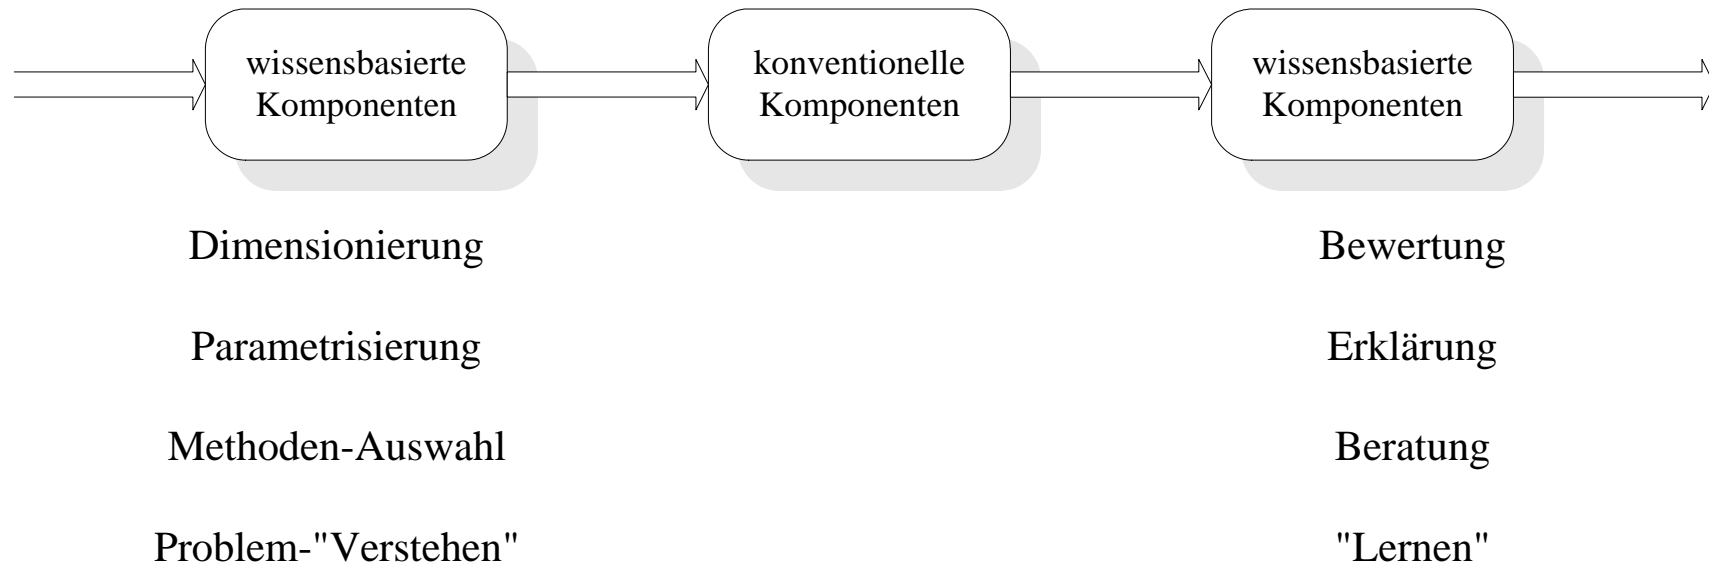 wissensbasierte
Komponenten
konventionelle
Komponenten
wissensbasierte
Komponenten
Dimensionierung
Bewertung
Parametrisierung
Erklärung
Methoden-Auswahl
Beratung
Problem-"Verstehen"
"Lernen"